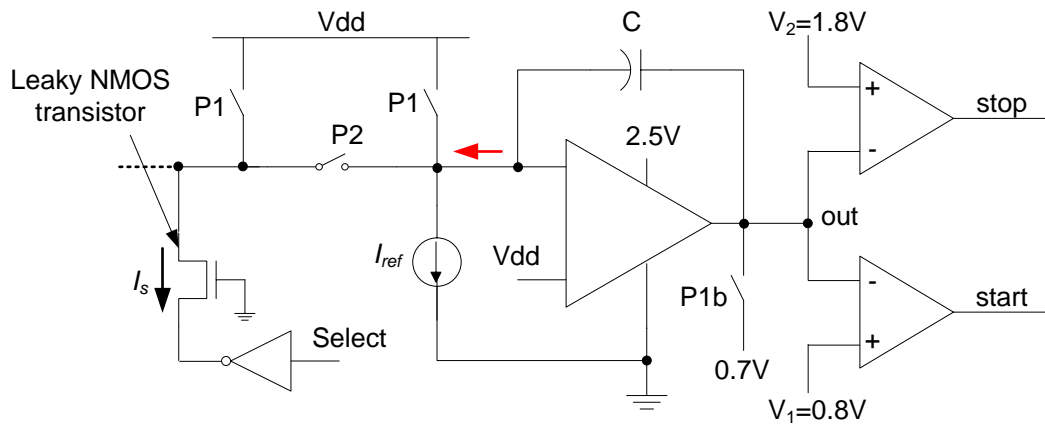 Vdd
C
V2=1.8V
Leaky NMOS
transistor
P1
P1
P2
2.5V
+
stop
-
out
Is
Iref
Vdd
P1b
-
start
+
Select
0.7V
V1=0.8V